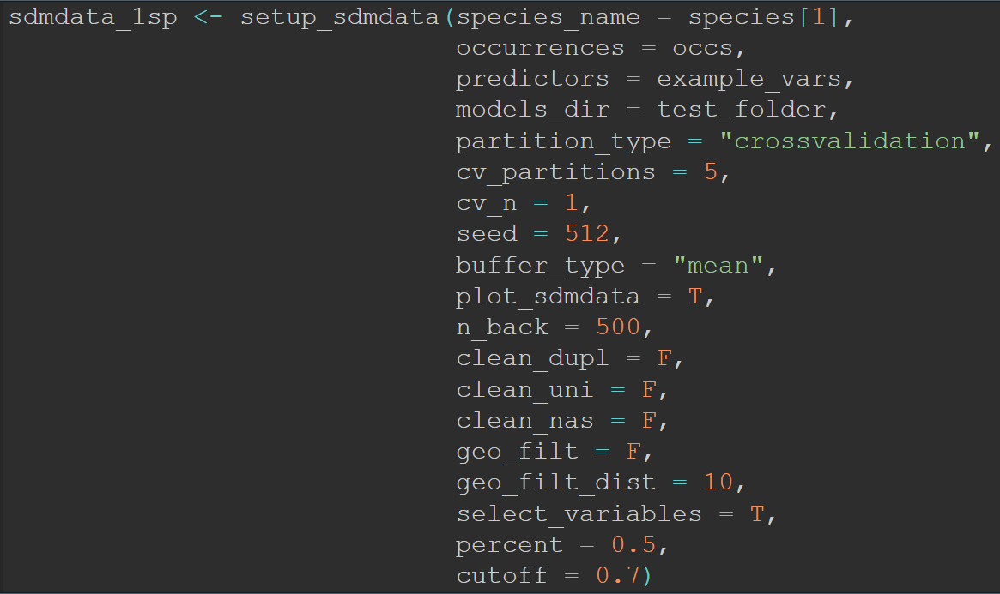 sdmdata_1sp <- setup_sdmdata(species_name = species[1],
occurrences = occs,
predictors = example_vars,
models_dir = test_folder,
partition_type = "crossvalidation",
cv_partitions = 5,
cv_n = 1,
seed = 512,
buffer_type = "mean",
plot_sdmdata = T,
n_back = 500,
clean_dupl = F,
clean_uni = F,
clean_nas = F,
geo_filt = F,
geo_filt_dist = 10,
select_variables = T,
percent = 0.5,
cutoff = 0.7)